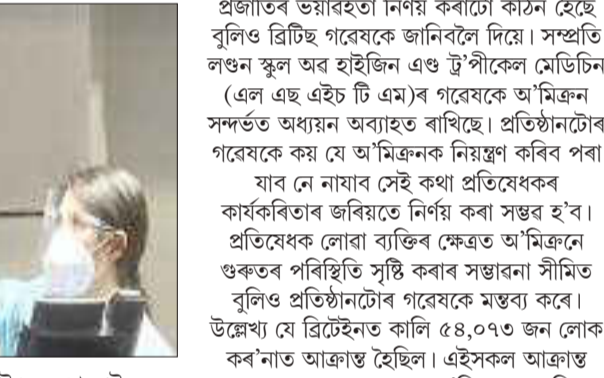 প্ৰজাতিৰ ভয়াবহতা নিৰ্ণয় কৰাটো কঠিন হৈছে
বুলিও ব্ৰিটিছ গৱেষকে জানিবলৈ দিয়ে। সম্প্ৰতি
লণ্ডন স্কুল অৱ হাইজিন এণ্ড ট্ৰ'পীকেল মেডিচিন
(এল এছ এইচ টি এম)ৰ গৱেষকে অ'মিক্ৰন
সন্দৰ্ভত অধ্যয়ন অব্যাহত ৰাখিছে। প্ৰতিষ্ঠানটোৰ
গৱেষকে কয় যে অ'মিক্ৰনক নিয়ন্ত্ৰণ কৰিব পৰা
যাব নে নাযাব সেই কথা প্ৰতিষেধকৰ
কাৰ্যকৰিতাৰ জৰিয়তে নিৰ্ণয় কৰা সম্ভৱ হ'ব।
প্ৰতিষেধক লোৱা ব্যক্তিৰ ক্ষেত্ৰত অ'মিক্ৰনে
গুৰুতৰ পৰিস্থিতি সৃষ্টি কৰাৰ সম্ভাৱনা সীমিত
বুলিও প্ৰতিষ্ঠানটোৰ গৱেষকে মন্তব্য কৰে।
উল্লেখ্য যে ব্ৰিটেইনত কালি ৫৪,০৭৩ জন লোক
কৰ'নাত আক্ৰান্ত হৈছিল। এইসকল আক্ৰান্ত